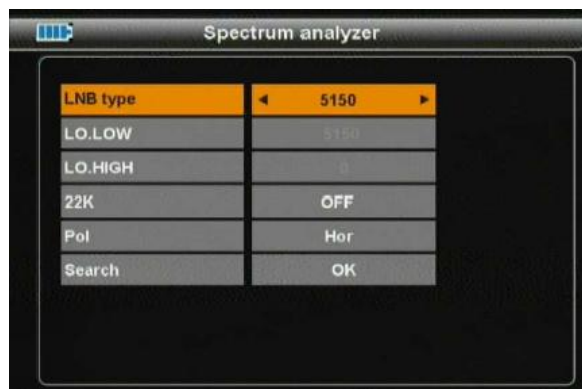 Spectrum analyzer
LNB type 5150
LO.LOW 5150
LO.HIGH 0
22K OFF
Pol Hor
Search OK